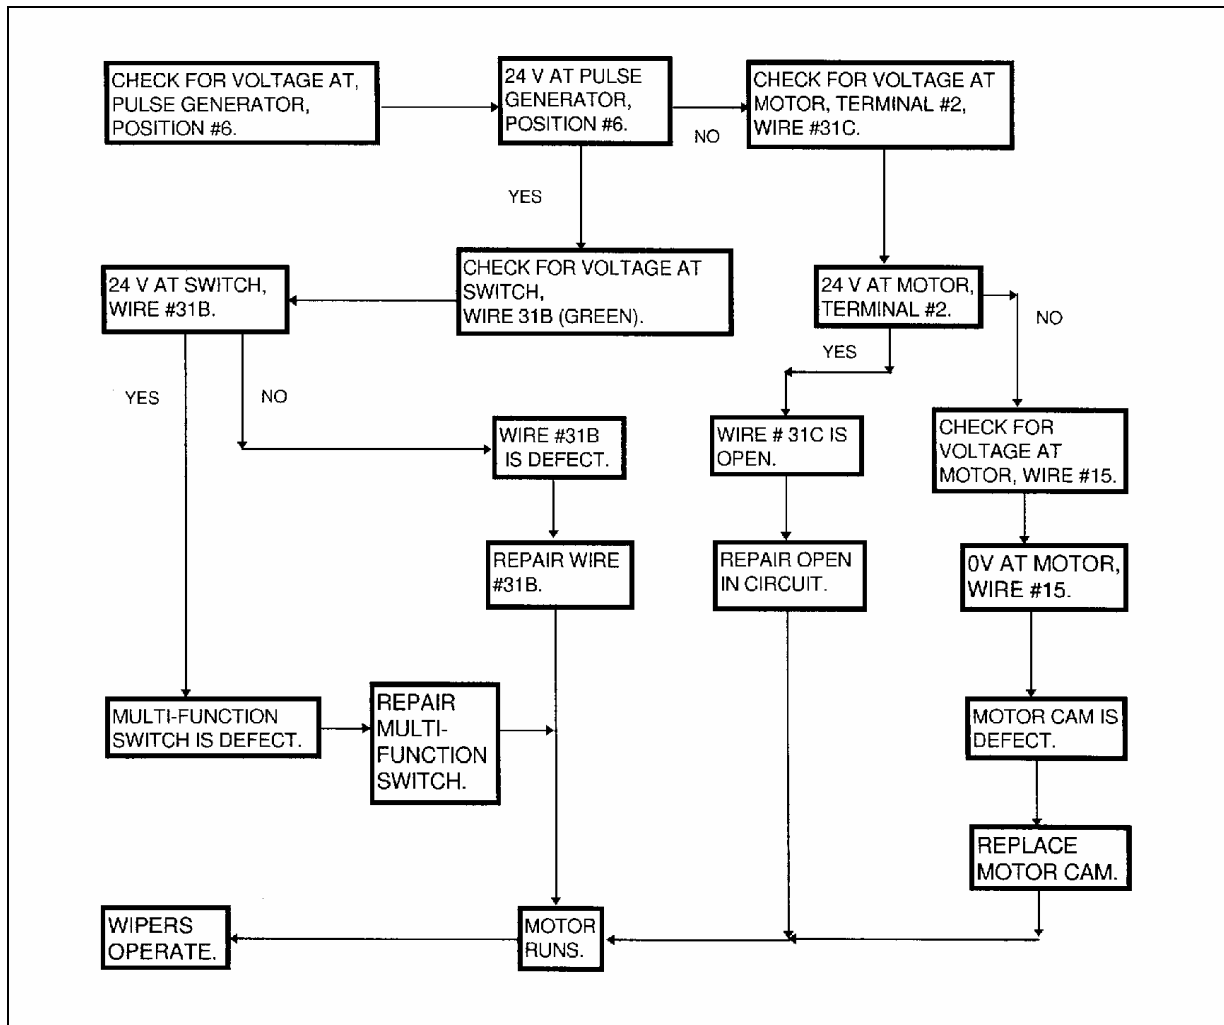 CHECK FOR VOLTAGE AT,
PULSE GENERATOR,
POSITION #6.
24 V AT PULSE
GENERATOR,
POSITION #6.
NO
CHECK FOR VOLTAGE AT
MOTOR, TERMINAL #2,
WIRE #31C.
YES
24 V AT SWITCH,
WIRE #31B.
CHECK FOR VOLTAGE AT
SWITCH,
WIRE 31B (GREEN).
24 V AT MOTOR,
TERMINAL #2.
NO
YES
YES
NO
WIRE #31B
IS DEFECT.
WIRE # 31C IS
OPEN.
CHECK FOR
VOLTAGE AT
MOTOR, WIRE #15.
REPAIR WIRE
#31B.
REPAIR OPEN
IN CIRCUIT.
0V AT MOTOR,
WIRE #15.
MULTI-FUNCTION
SWITCH IS DEFECT.
REPAIR
MULTI-
FUNCTION
SWITCH.
MOTOR CAM IS
DEFECT.
REPLACE
MOTOR CAM.
WIPERS
OPERATE.
MOTOR
RUNS.